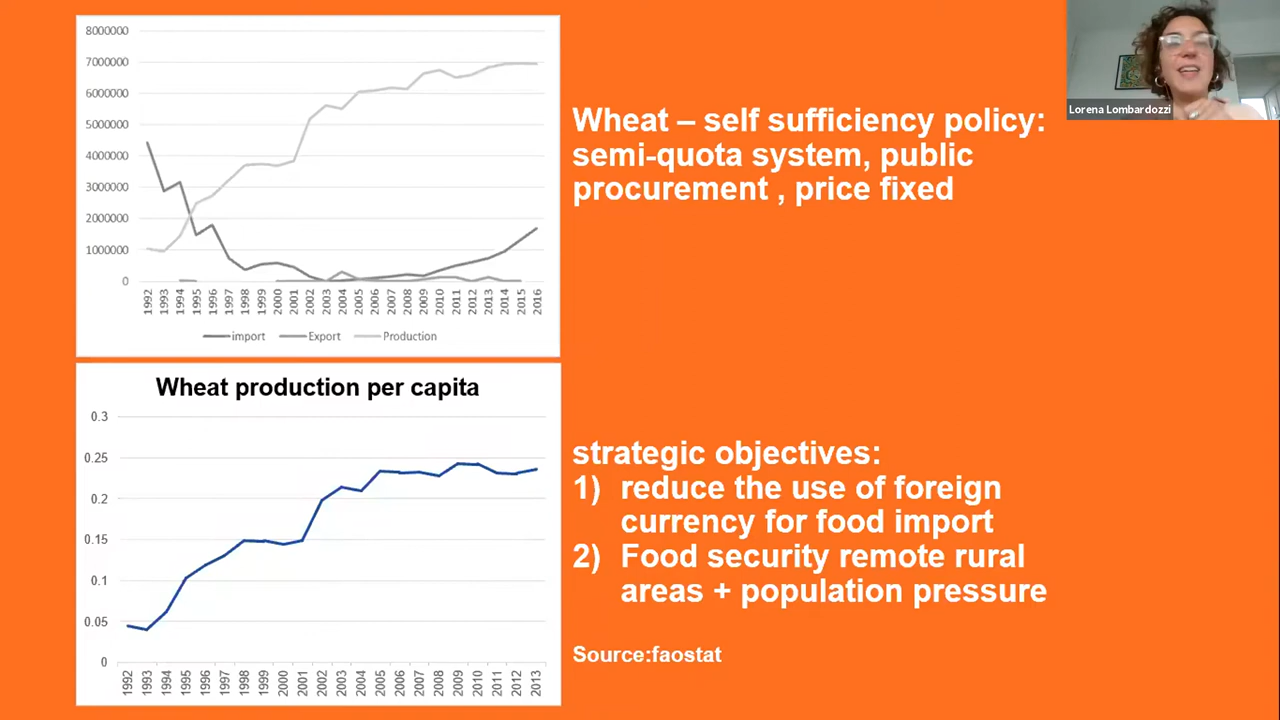 8000000
7000000
6000000
5000000
4000000
3000000
2000000
1000000
0
1992 1993 1994 1995 1996 1997 1998 1999 2000 2001 2002 2003 2004 2005 2006 2007 2008 2009 2010 2011 2012 2013 2014 2015 2016
import Export Production
Wheat – self sufficiency policy:
semi-quota system, public
procurement , price fixed
Lorena Lombardozzi
Wheat production per capita
0.3
0.25
0.2
0.15
0.1
0.05
0
1992 1993 1994 1995 1996 1997 1998 1999 2000 2001 2002 2003 2004 2005 2006 2007 2008 2009 2010 2011 2012 2013
strategic objectives:
1) reduce the use of foreign
currency for food import
2) Food security remote rural
areas + population pressure
Source:faostat